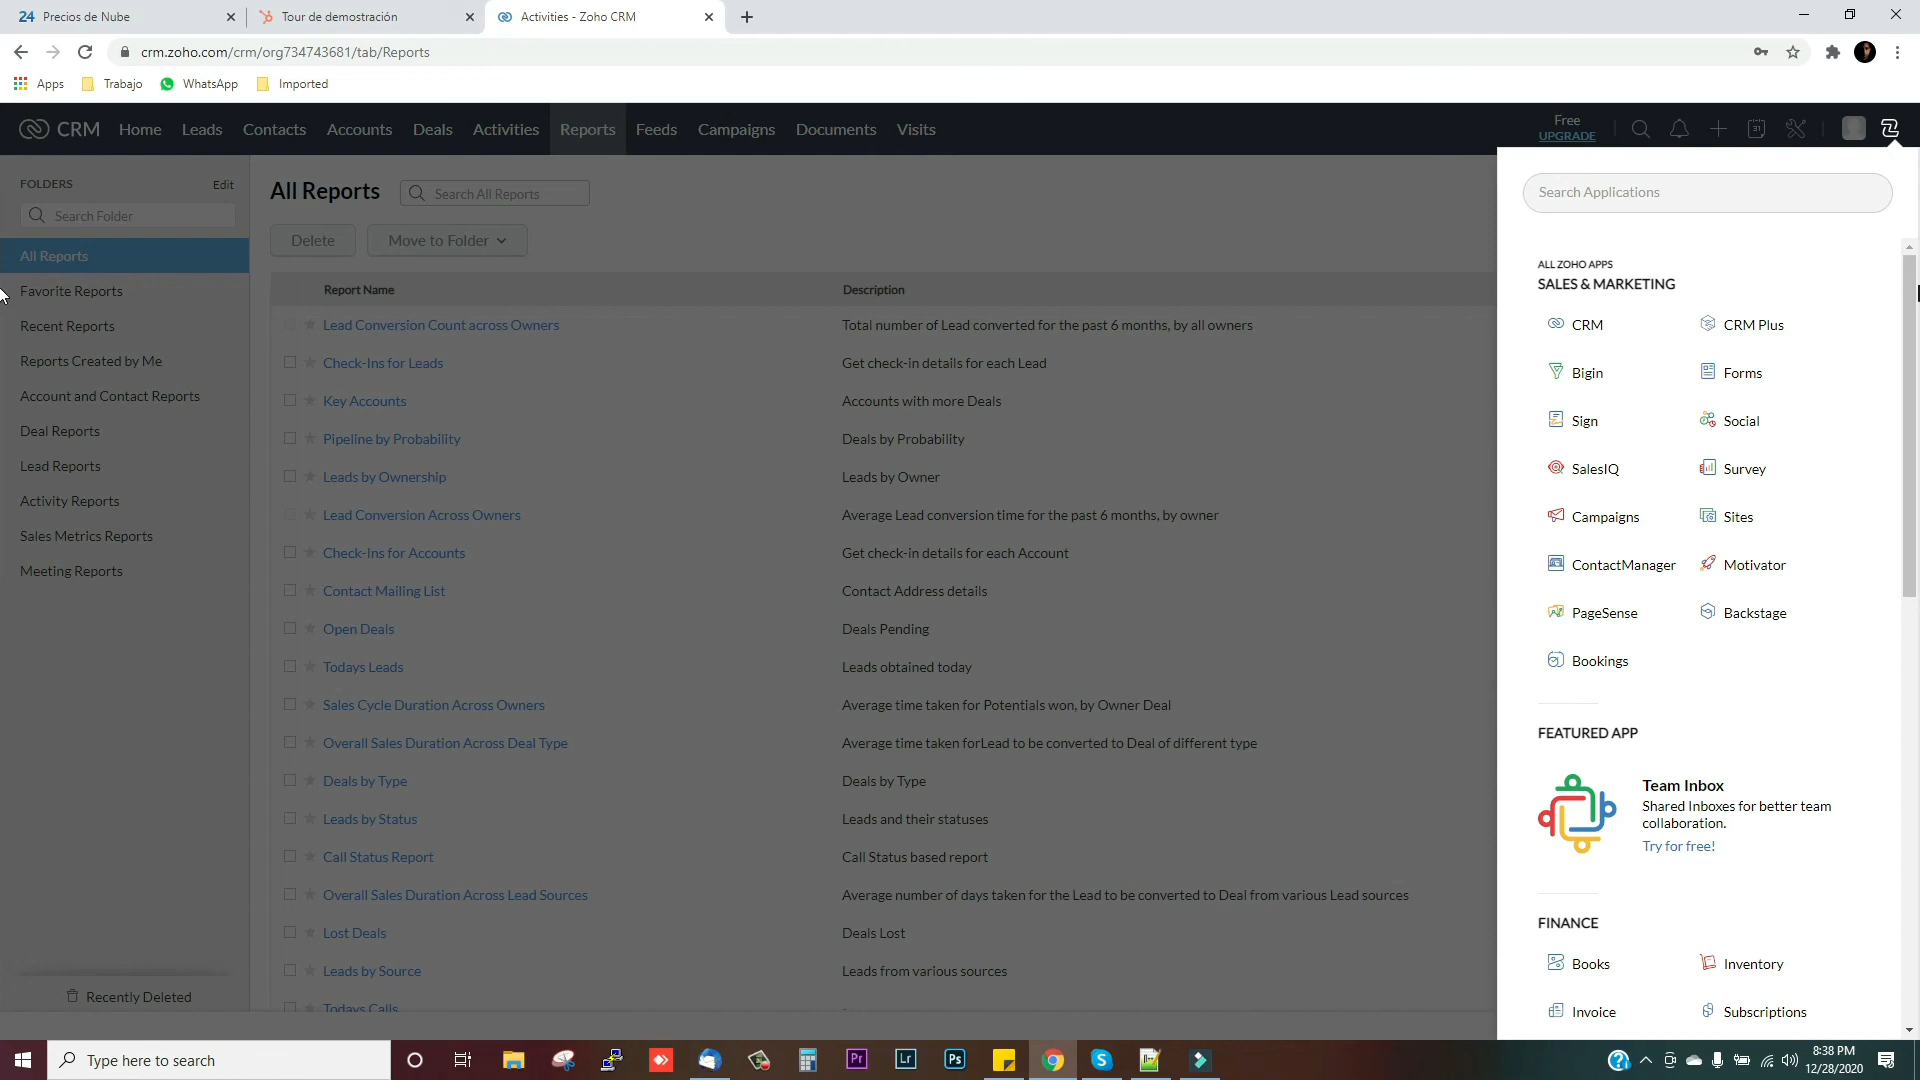 24 Precios de Nube
Tour de demostración
Activities - Zoho CRM
crm.zoho.com/crm/org734743681/tab/Reports
Apps
Trabajo
WhatsApp
Imported
CRM
Home
Leads
Contacts
Accounts
Deals
Activities
Reports
Feeds
Campaigns
Documents
Visits
Free
UPGRADE
31
FOLDERS
Edit
Search Folder
All Reports
Favorite Reports
Recent Reports
Reports Created by Me
Account and Contact Reports
Deal Reports
Lead Reports
Activity Reports
Sales Metrics Reports
Meeting Reports
Recently Deleted
All Reports
Search All Reports
Delete
Move to Folder
Report Name Description
Lead Conversion Count across Owners Total number of Lead converted for the past 6 months, by all owners
Check-Ins for Leads Get check-in details for each Lead
Key Accounts Accounts with more Deals
Pipeline by Probability Deals by Probability
Leads by Ownership Leads by Owner
Lead Conversion Across Owners Average Lead conversion time for the past 6 months, by owner
Check-Ins for Accounts Get check-in details for each Account
Contact Mailing List Contact Address details
Open Deals Deals Pending
Todays Leads Leads obtained today
Sales Cycle Duration Across Owners Average time taken for Potentials won, by Owner Deal
Overall Sales Duration Across Deal Type Average time taken forLead to be converted to Deal of different type
Deals by Type Deals by Type
Leads by Status Leads and their statuses
Call Status Report Call Status based report
Overall Sales Duration Across Lead Sources Average number of days taken for the Lead to be converted to Deal from various Lead sources
Lost Deals Deals Lost
Leads by Source Leads from various sources
Todays Calls
Search Applications
ALL ZOHO APPS
SALES & MARKETING
CRM CRM Plus
Bigin Forms
Sign Social
SalesIQ Survey
Campaigns Sites
ContactManager Motivator
PageSense Backstage
Bookings
FEATURED APP
Team Inbox
Shared Inboxes for better team
collaboration.
Try for free!
FINANCE
Books Inventory
Invoice Subscriptions
Type here to search
Pr
Lr
Ps
8:38 PM
12/28/2020